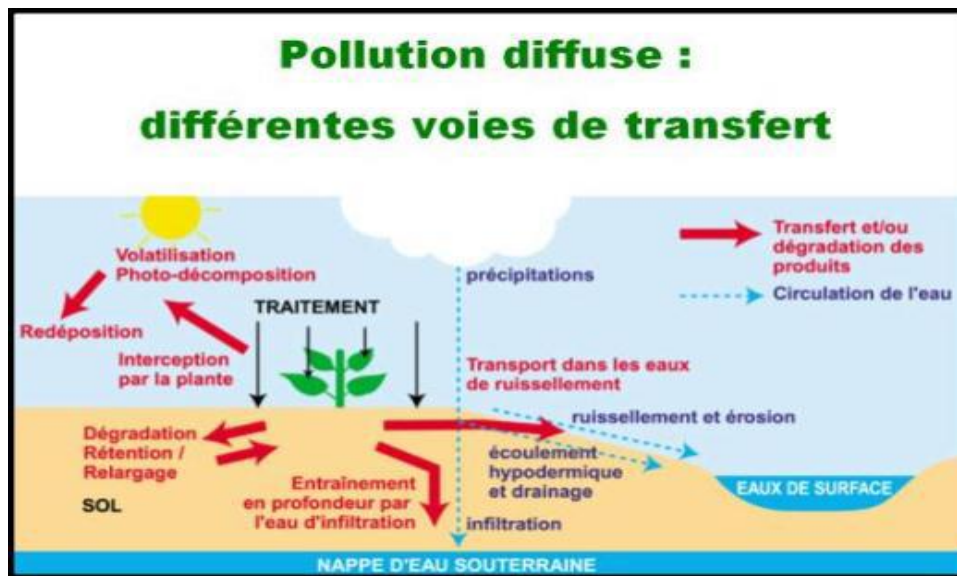 Pollution diffuse :
différentes voies de transfert
Volatilisation
Photo-décomposition
Redéposition
Interception
par la plante
TRAITEMENT
précipitations
Transfert et/ou
dégradation des
produits
Circulation de l'eau
Transport dans les eaux
de ruissellement
ruissellement et érosion
Dégradation
Rétention /
Relargage
SOL
Entraînement
en profondeur par
l'eau d'infiltration
écoulement
hypodermique
et drainage
infiltration
EAUX DE SURFACE
NAPPE D'EAU SOUTERRAINE